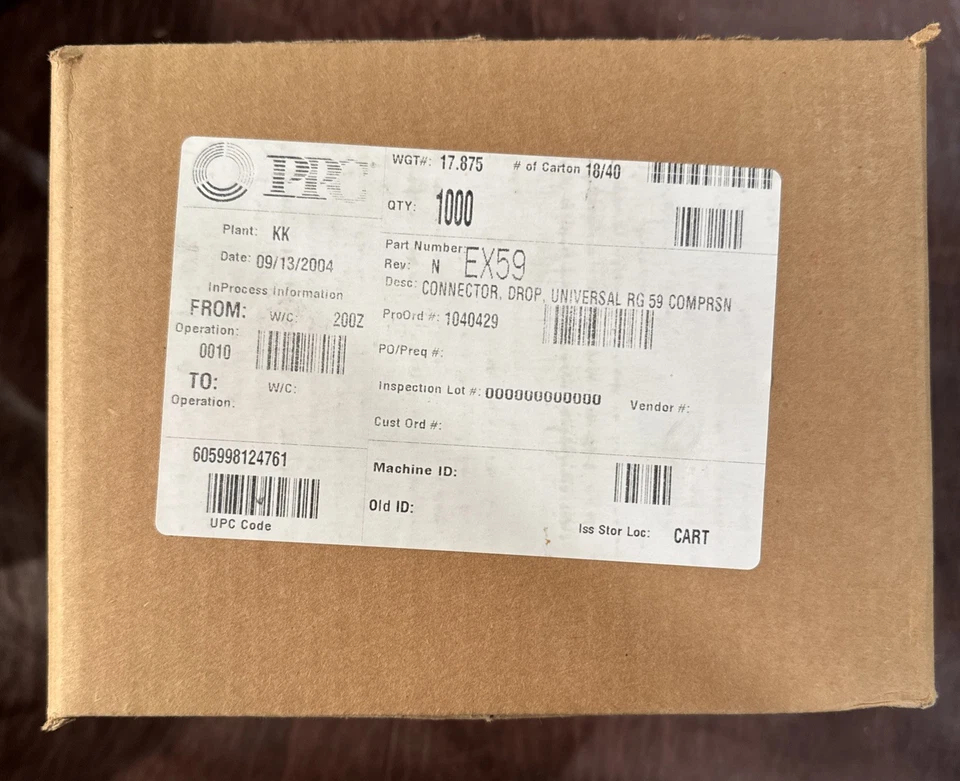 PPC
WGT#: 17.875 # of Carton 18/40
QTY: 1000
Plant: KK
Date: 09/13/2004
InProcess Information
FROM: W/C: 200Z
Operation:
0010
TO: W/C:
Operation:
Part Number: EX59
Rev: N
Desc: CONNECTOR, DROP, UNIVERSAL RG 59 COMPRSN
ProOrd #: 1040429
PO/Preq #:
Inspection Lot #: 000000000000 Vendor #:
Cust Ord #:
605998124761
UPC Code
Machine ID:
Old ID:
Iss Stor Loc: CART